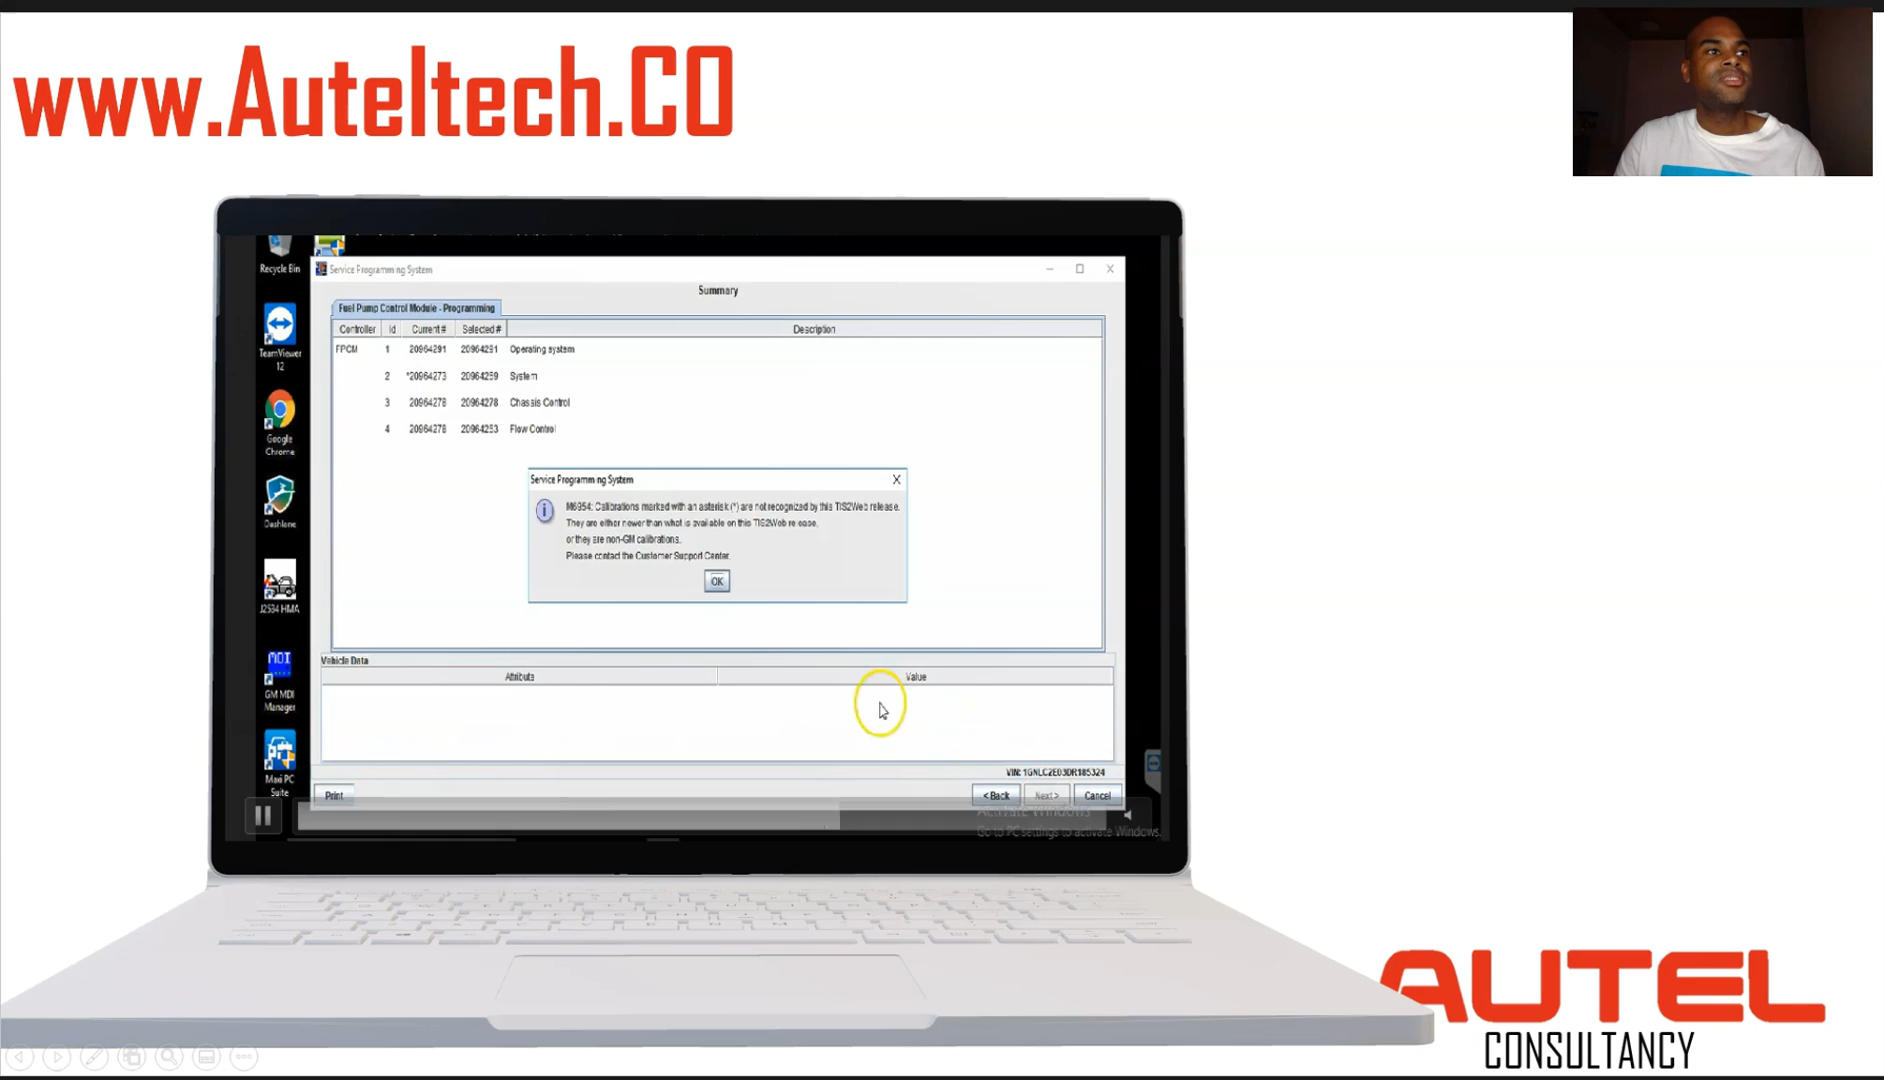 www.Auteltech.CO
Recycle Bin
Service Programming System
Summary
Fuel Pump Control Module - Programming
Controller Id Current # Selected # Description
FPCM 1 20964291 20964291 Operating system
2 *20964273 20964259 System
3 20964278 20964278 Chassis Control
4 20964278 20964253 Flow Control
TeamViewer
12
Google
Chrome
Dashlane
J2534 HMA
MDI
GM MDI
Manager
Maxi PC
Suite
Service Programming System X
M6954: Calibrations marked with an asterisk (*) are not recognized by this TIS2Web release.
They are either newer than what is available on this TIS2Web release,
or they are non-GM calibrations.
Please contact the Customer Support Center.
OK
Vehicle Data
Attribute Value
VIN: 1GNLC2E03DR185324
Print < Back Next > Cancel
Activate Windows
Go to PC settings to activate Windows.
AUTEL
CONSULTANCY